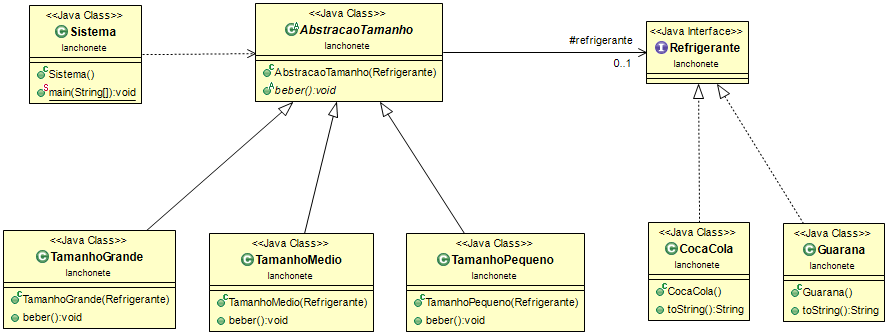 <<Java Class>>
Sistema
lanchonete
Sistema()
main(String[]):void
<<Java Class>>
AbstracaoTamanho
lanchonete
AbstracaoTamanho(Refrigerante)
beber():void
#refrigerante
0..1
<<Java Interface>>
Refrigerante
lanchonete
<<Java Class>>
TamanhoGrande
lanchonete
TamanhoGrande(Refrigerante)
beber():void
<<Java Class>>
TamanhoMedio
lanchonete
TamanhoMedio(Refrigerante)
beber():void
<<Java Class>>
TamanhoPequeno
lanchonete
TamanhoPequeno(Refrigerante)
beber():void
<<Java Class>>
CocaCola
lanchonete
CocaCola()
toString():String
<<Java Class>>
Guarana
lanchonete
Guarana()
toString():String